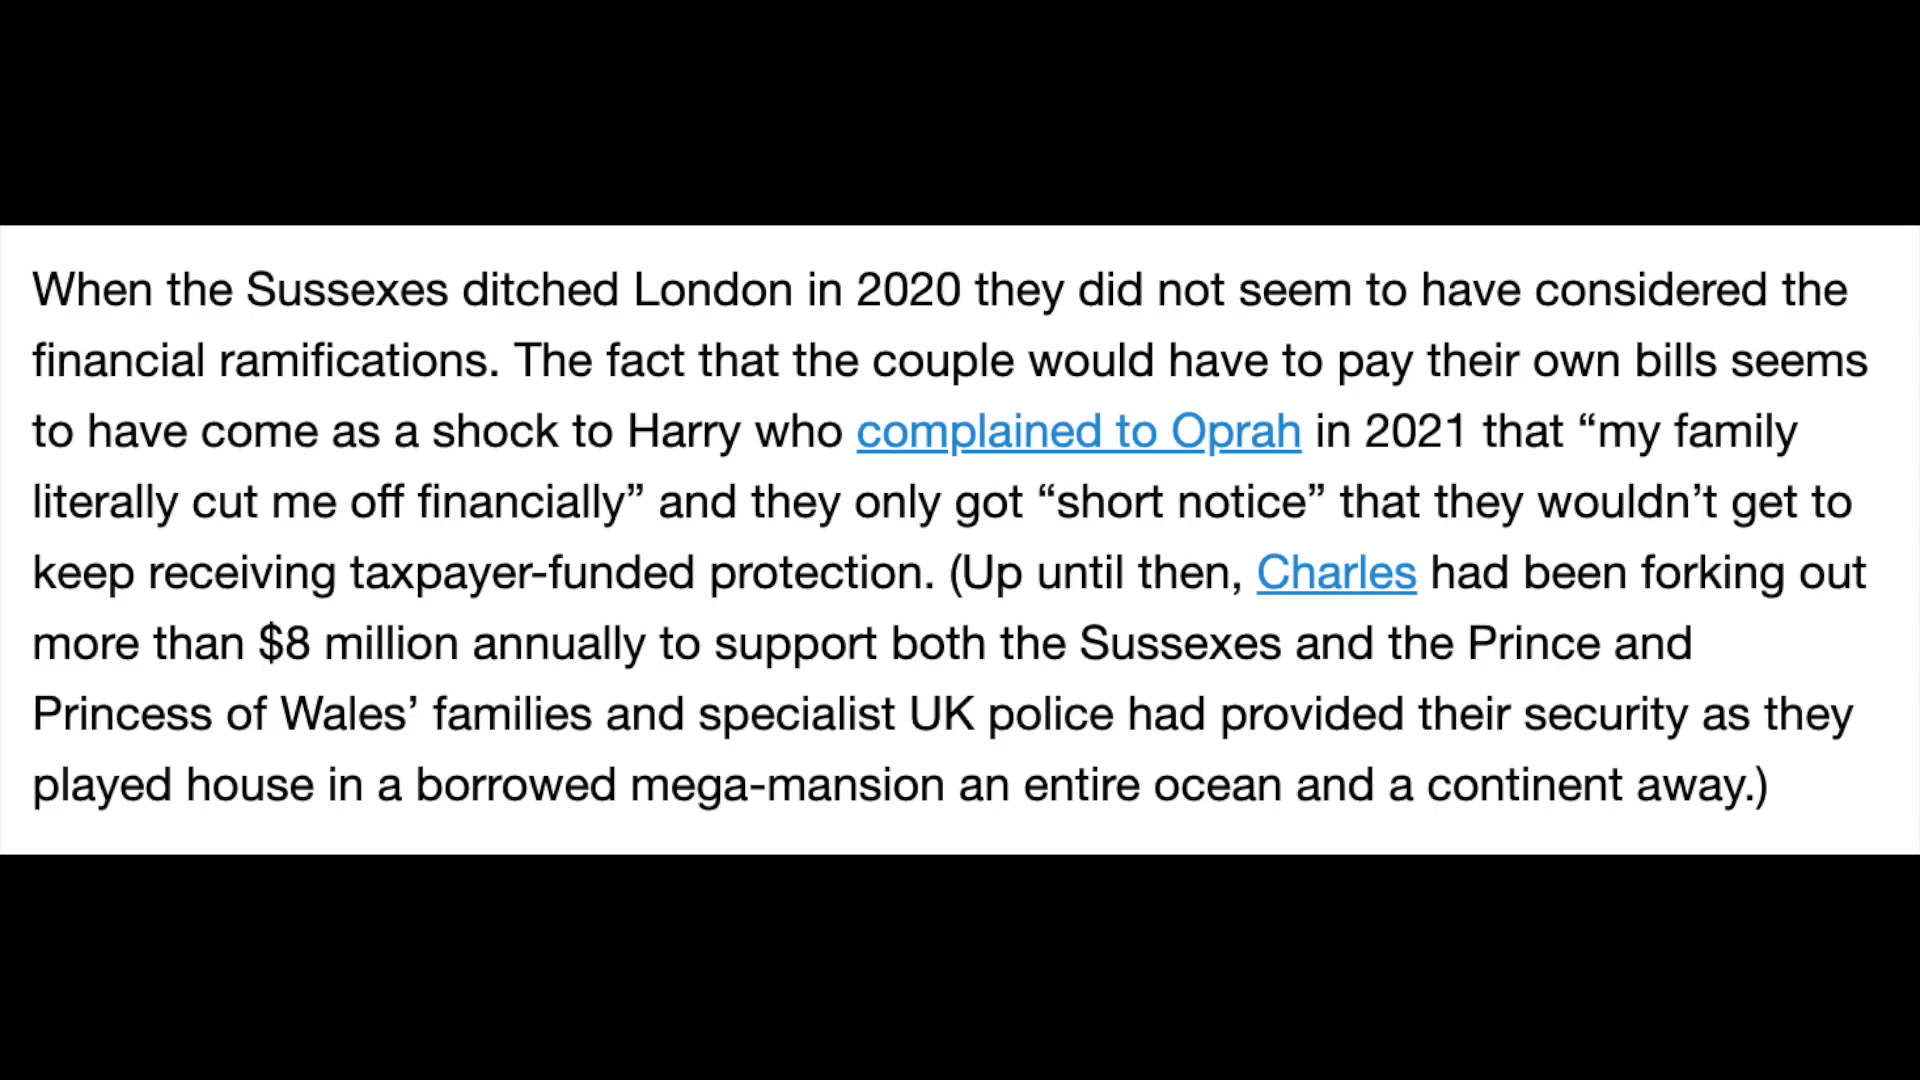 When the Sussexes ditched London in 2020 they did not seem to have considered the
financial ramifications. The fact that the couple would have to pay their own bills seems
to have come as a shock to Harry who complained to Oprah in 2021 that “my family
literally cut me off financially” and they only got “short notice” that they wouldn’t get to
keep receiving taxpayer-funded protection. (Up until then, Charles had been forking out
more than $8 million annually to support both the Sussexes and the Prince and
Princess of Wales’ families and specialist UK police had provided their security as they
played house in a borrowed mega-mansion an entire ocean and a continent away.)